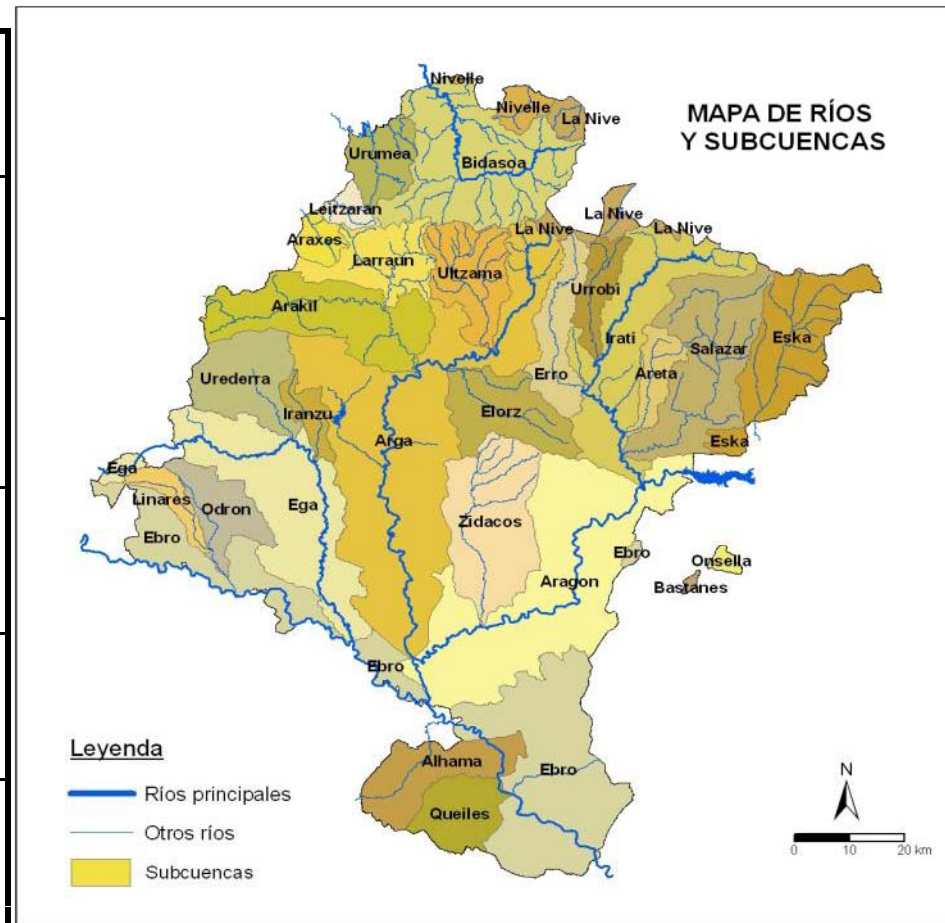 MAPA DE RÍOS
Y SUBCUENCAS
Nivelle
Nivelle
La Nive
Urumea
Bidasoa
Leitzaran
La Nive
Araxes
La Nive
La Nive
Larraun
Ultzama
Urrobi
Arakil
Irati
Salazar
Eska
Urederra
Erro
Areta
Iranzu
Elorz
Arga
Eska
Ega
Linares
Odron
Ega
Zidacos
Ebro
Ebro
Onsella
Aragon
Bastanes
Ebro
Leyenda
Ríos principales
Otros ríos
Subcuencas
Alhama
Ebro
Queiles
N
0 10 20 km